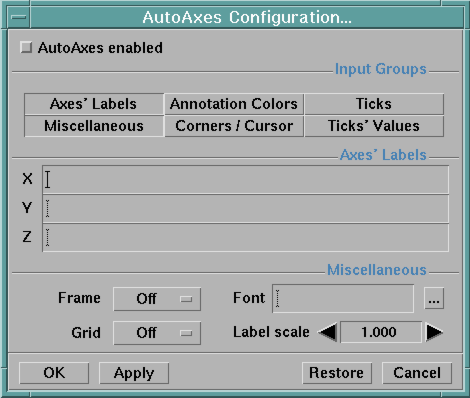 AutoAxes Configuration...
AutoAxes enabled
Input Groups
Axes' Labels Annotation Colors Ticks
Miscellaneous Corners / Cursor Ticks' Values
Axes' Labels
X
Y
Z
Miscellaneous
Frame Off Font ...
Grid Off Label scale 1.000
OK Apply Restore Cancel